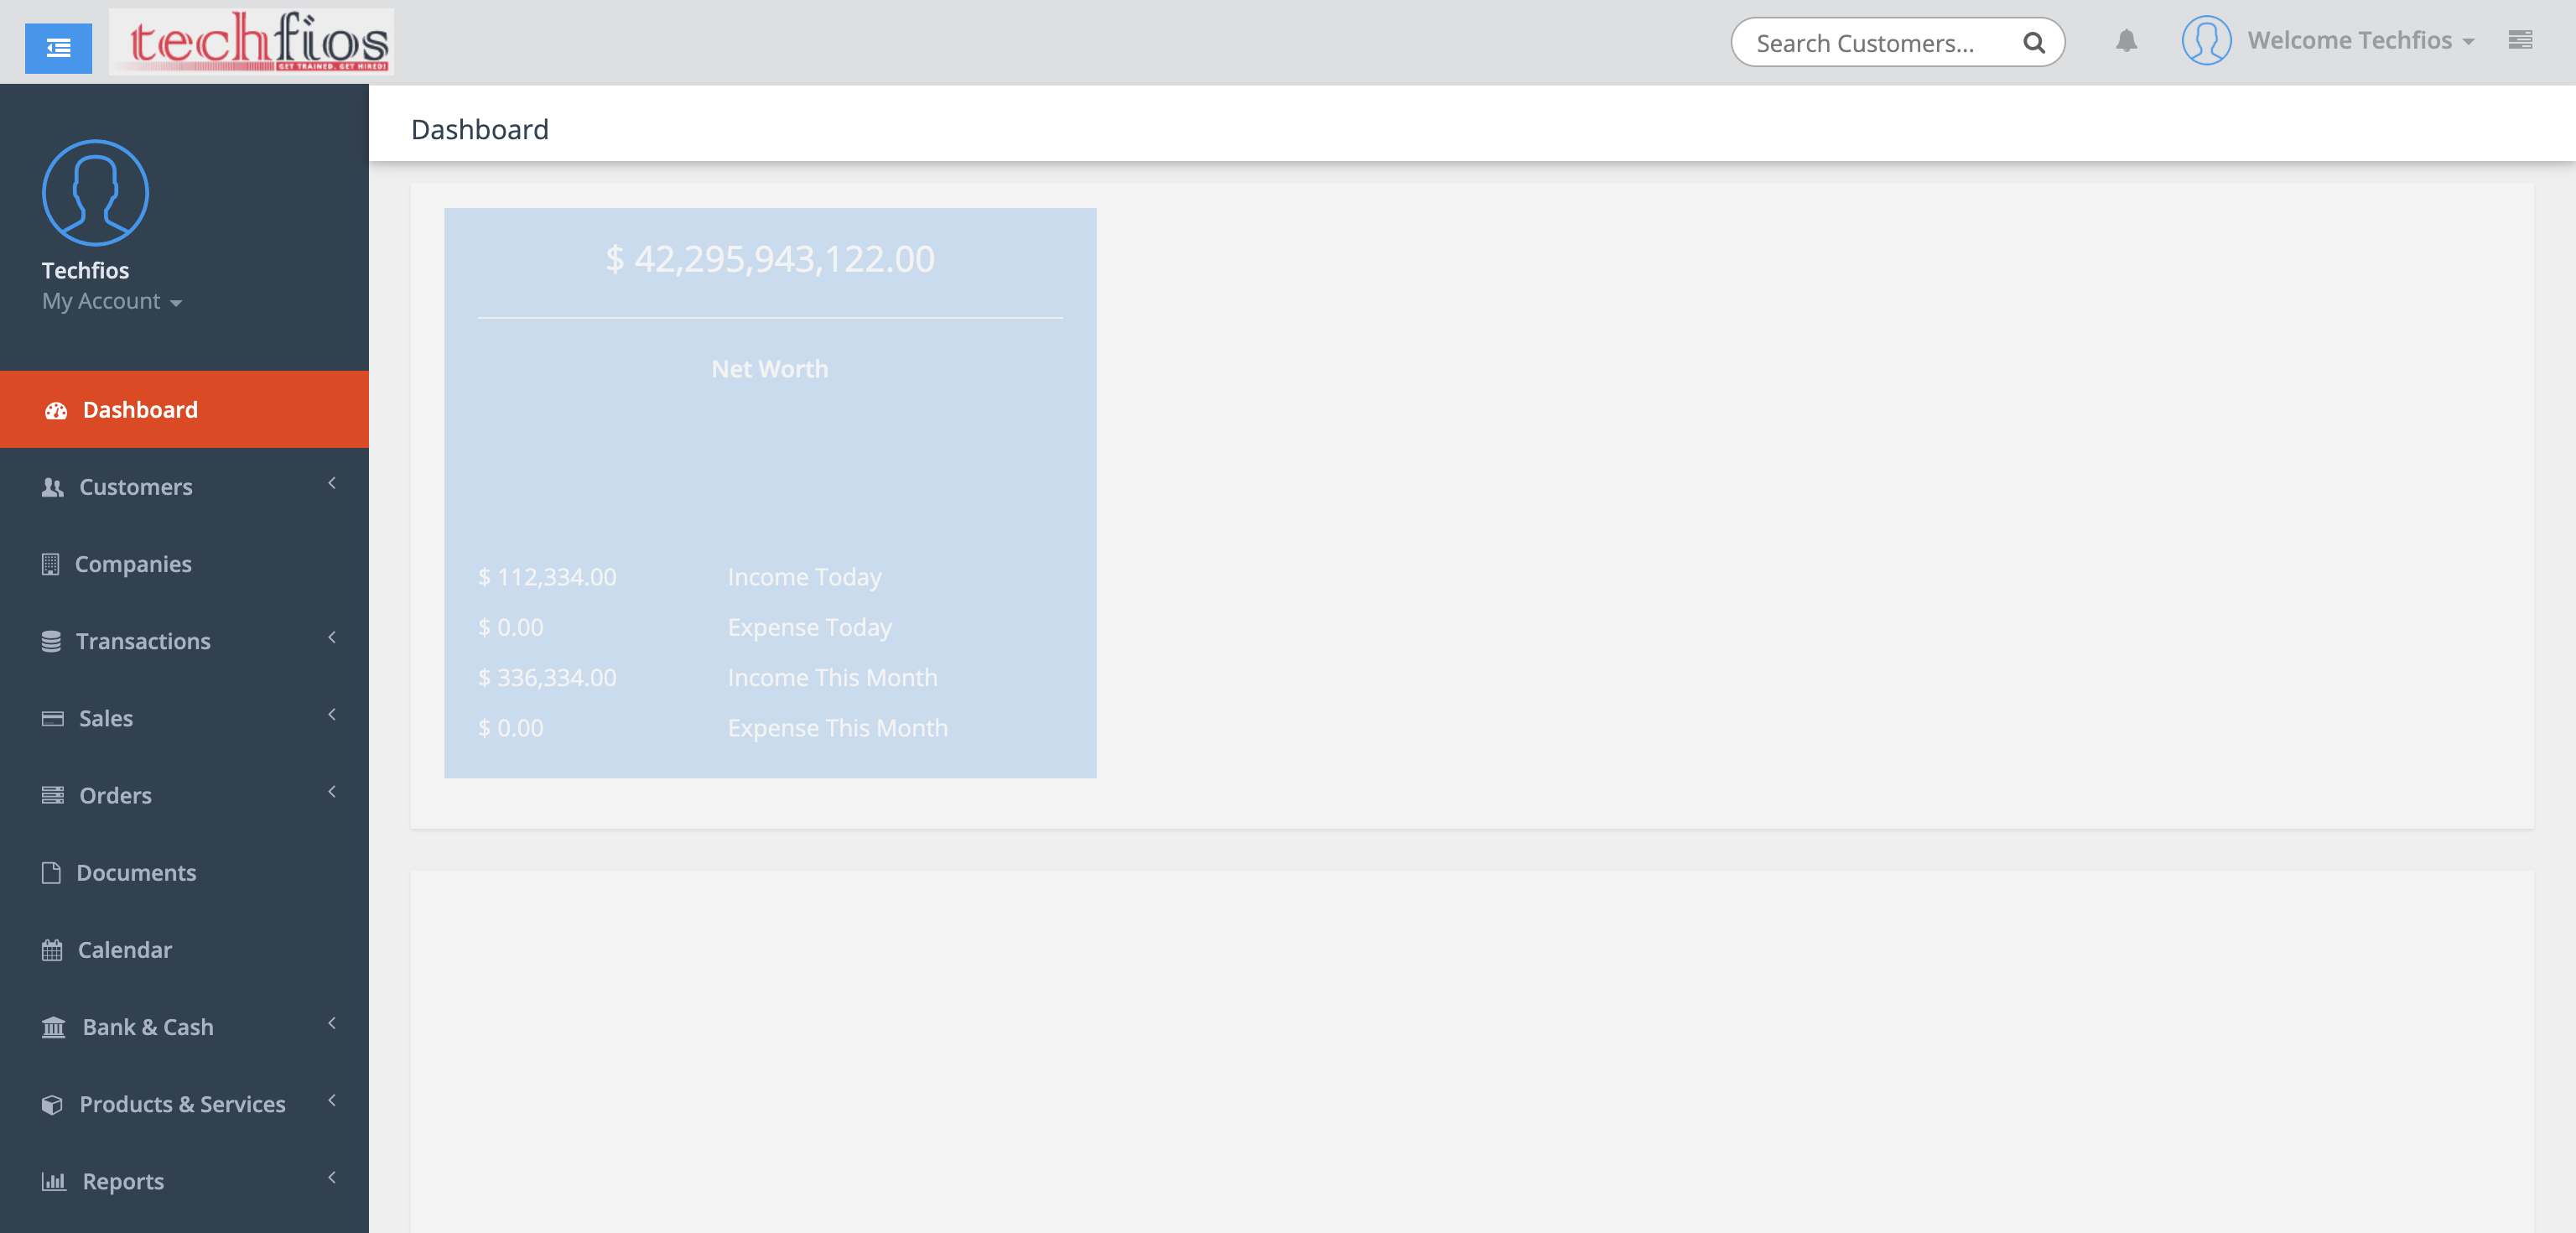 techfios
GET TRAINED. GET HIRED!
Search Customers...
Welcome Techfios
Techfios
My Account
Dashboard
Customers
Companies
Transactions
Sales
Orders
Documents
Calendar
Bank & Cash
Products & Services
Reports
Dashboard
$ 42,295,943,122.00
Net Worth
$ 112,334.00 Income Today
$ 0.00 Expense Today
$ 336,334.00 Income This Month
$ 0.00 Expense This Month